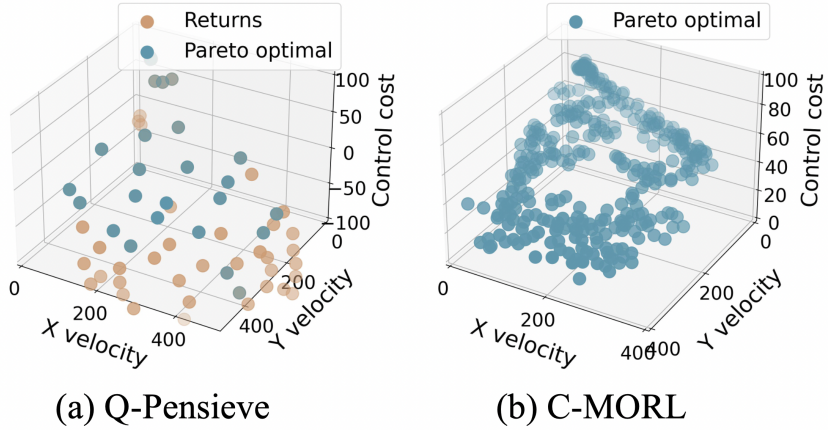 Returns
Pareto optimal
100
50
0
−50
−100
Control cost
0
200
400
X velocity
0
200
400
Y velocity
(a) Q-Pensieve
Pareto optimal
100
80
60
40
20
0
Control cost
0
200
400
X velocity
0
200
400
Y velocity
(b) C-MORL